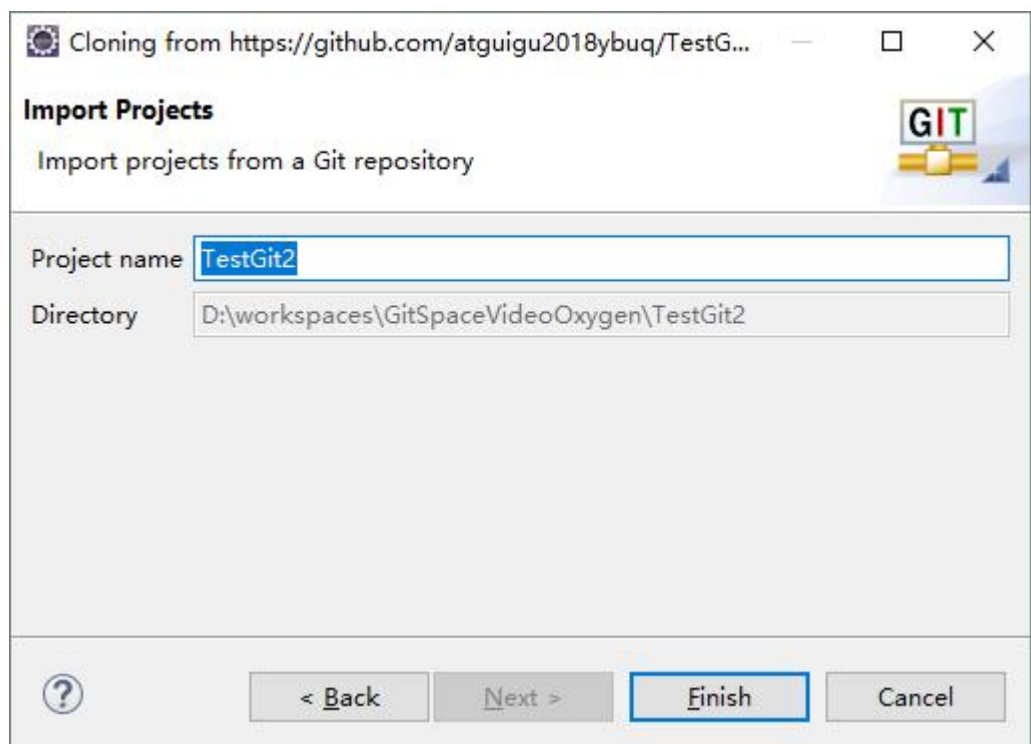 Cloning from https://github.com/atguigu2018ybuq/TestG...
Import Projects
Import projects from a Git repository
GIT
Project name TestGit2
Directory D:\workspaces\GitSpaceVideoOxygen\TestGit2
? < Back Next > Finish Cancel